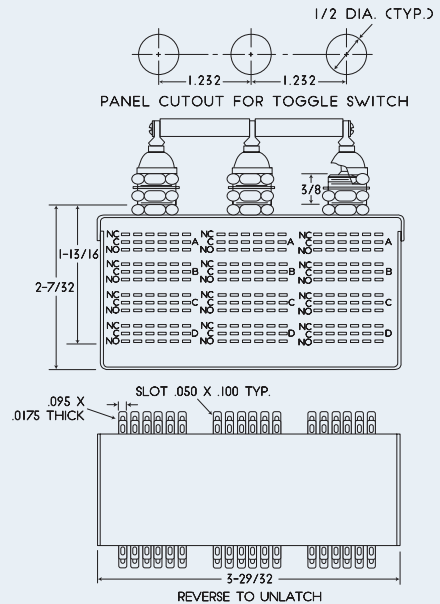 1/2 DIA. (TYP.)
1.232 1.232
PANEL CUTOUT FOR TOGGLE SWITCH
3/8
1-13/16
2-7/32
NC NC NC
C A C A C A
NO NO NO
NC NC NC
C B C B C B
NO NO NO
NC NC NC
C C C C C C
NO NO NO
NC NC NC
C D C D C D
NO NO NO
.095 X
.0175 THICK
SLOT .050 X .100 TYP.
3-29/32
REVERSE TO UNLATCH